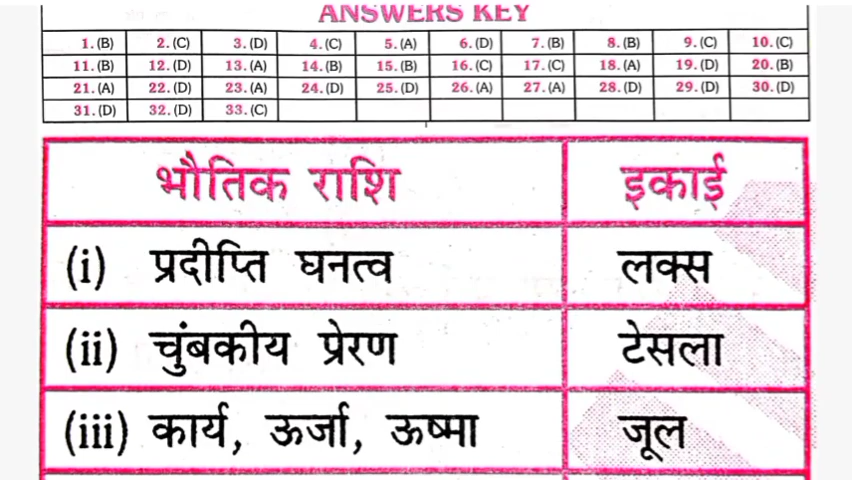 ANSWERS KEY
1. (B) 2. (C) 3. (D) 4. (C) 5. (A) 6. (D) 7. (B) 8. (B) 9. (C) 10. (C)
11. (B) 12. (D) 13. (A) 14. (B) 15. (B) 16. (C) 17. (C) 18. (A) 19. (D) 20. (B)
21. (A) 22. (D) 23. (A) 24. (D) 25. (D) 26. (A) 27. (A) 28. (D) 29. (D) 30. (D)
31. (D) 32. (D) 33. (C)
भौतिक राशि इकाई
(i) प्रदीप्ति घनत्व लक्स
(ii) चुंबकीय प्रेरण टेसला
(iii) कार्य, ऊर्जा, ऊष्मा जूल